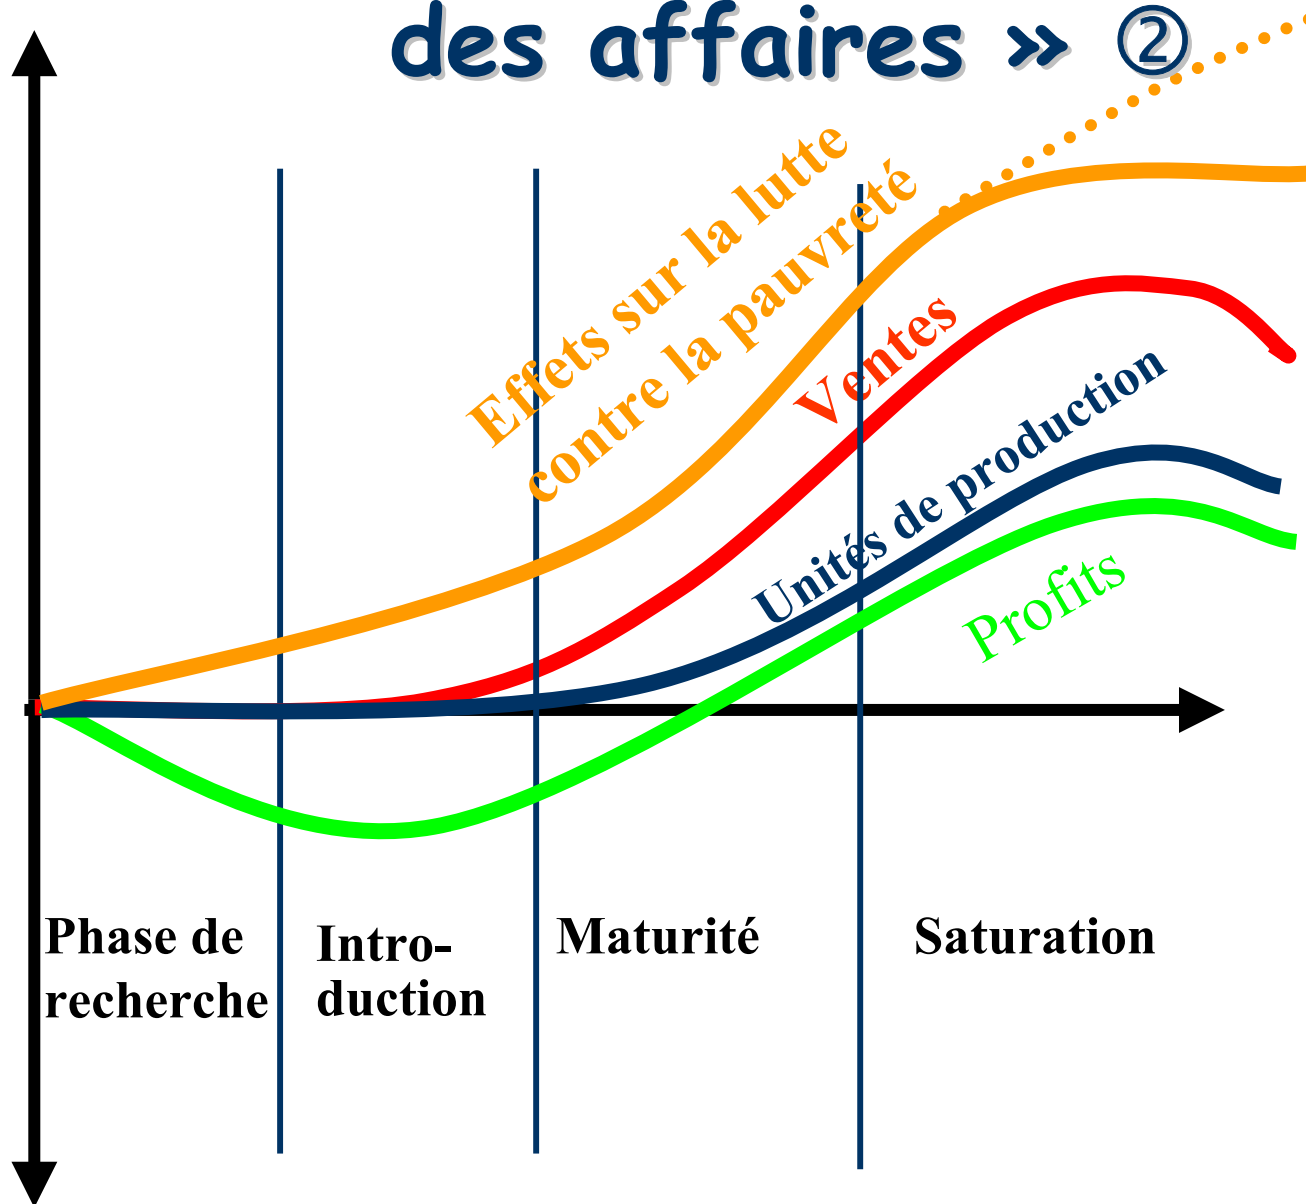 des affaires » ②
Effets sur la lutte
contre la pauvreté
Ventes
Unités de production
Profits
Phase de
recherche
Intro-
duction
Maturité
Saturation